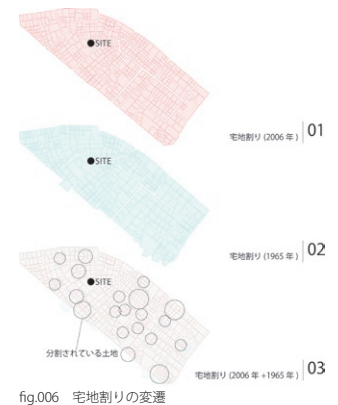 SITE
宅地割り (2006 年 )
01
SITE
宅地割り (1965 年 )
02
SITE
分割されている土地
宅地割り (2006 年 +1965 年 )
03
fig.006 宅地割りの変遷